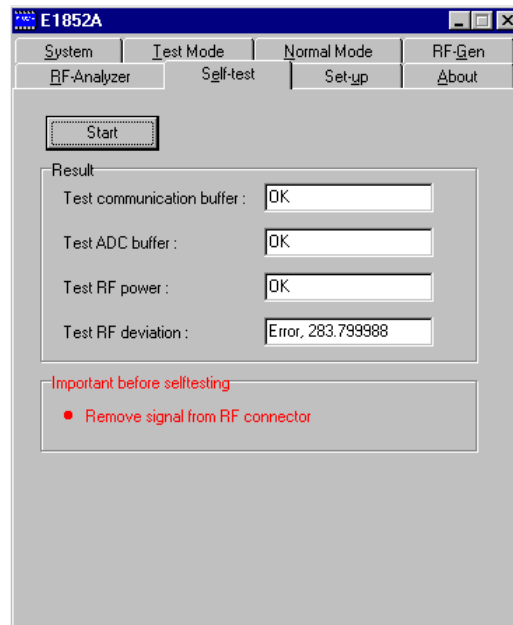 E1852A
System Test Mode Normal Mode RF-Gen
RF-Analyzer Self-test Set-up About
Start
Result
Test communication buffer : OK
Test ADC buffer : OK
Test RF power : OK
Test RF deviation : Error, 283.799988
Important before selftesting
● Remove signal from RF connector